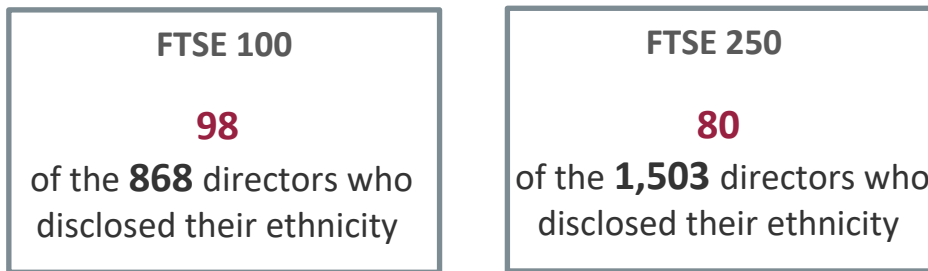 FTSE 100
98
of the 868 directors who
disclosed their ethnicity
FTSE 250
80
of the 1,503 directors who
disclosed their ethnicity